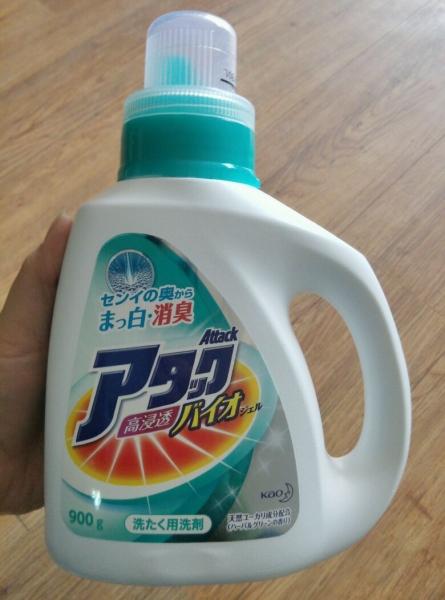 センイの奥から
まっ白・消臭
Attack
アタック
高浸透
バイオジェル
Kao
天然ユーカリ成分配合
(ハーバルグリーンの香り)
900g
洗たく用洗剤